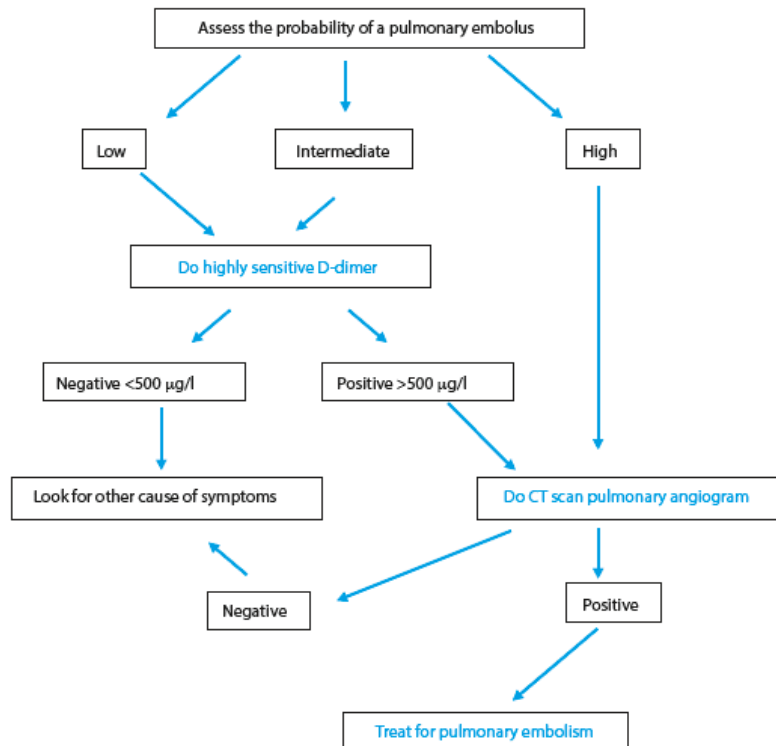 Assess the probability of a pulmonary embolus
Low
Intermediate
High
Do highly sensitive D-dimer
Negative <500 μg/l
Positive >500 μg/l
Look for other cause of symptoms
Do CT scan pulmonary angiogram
Negative
Positive
Treat for pulmonary embolism